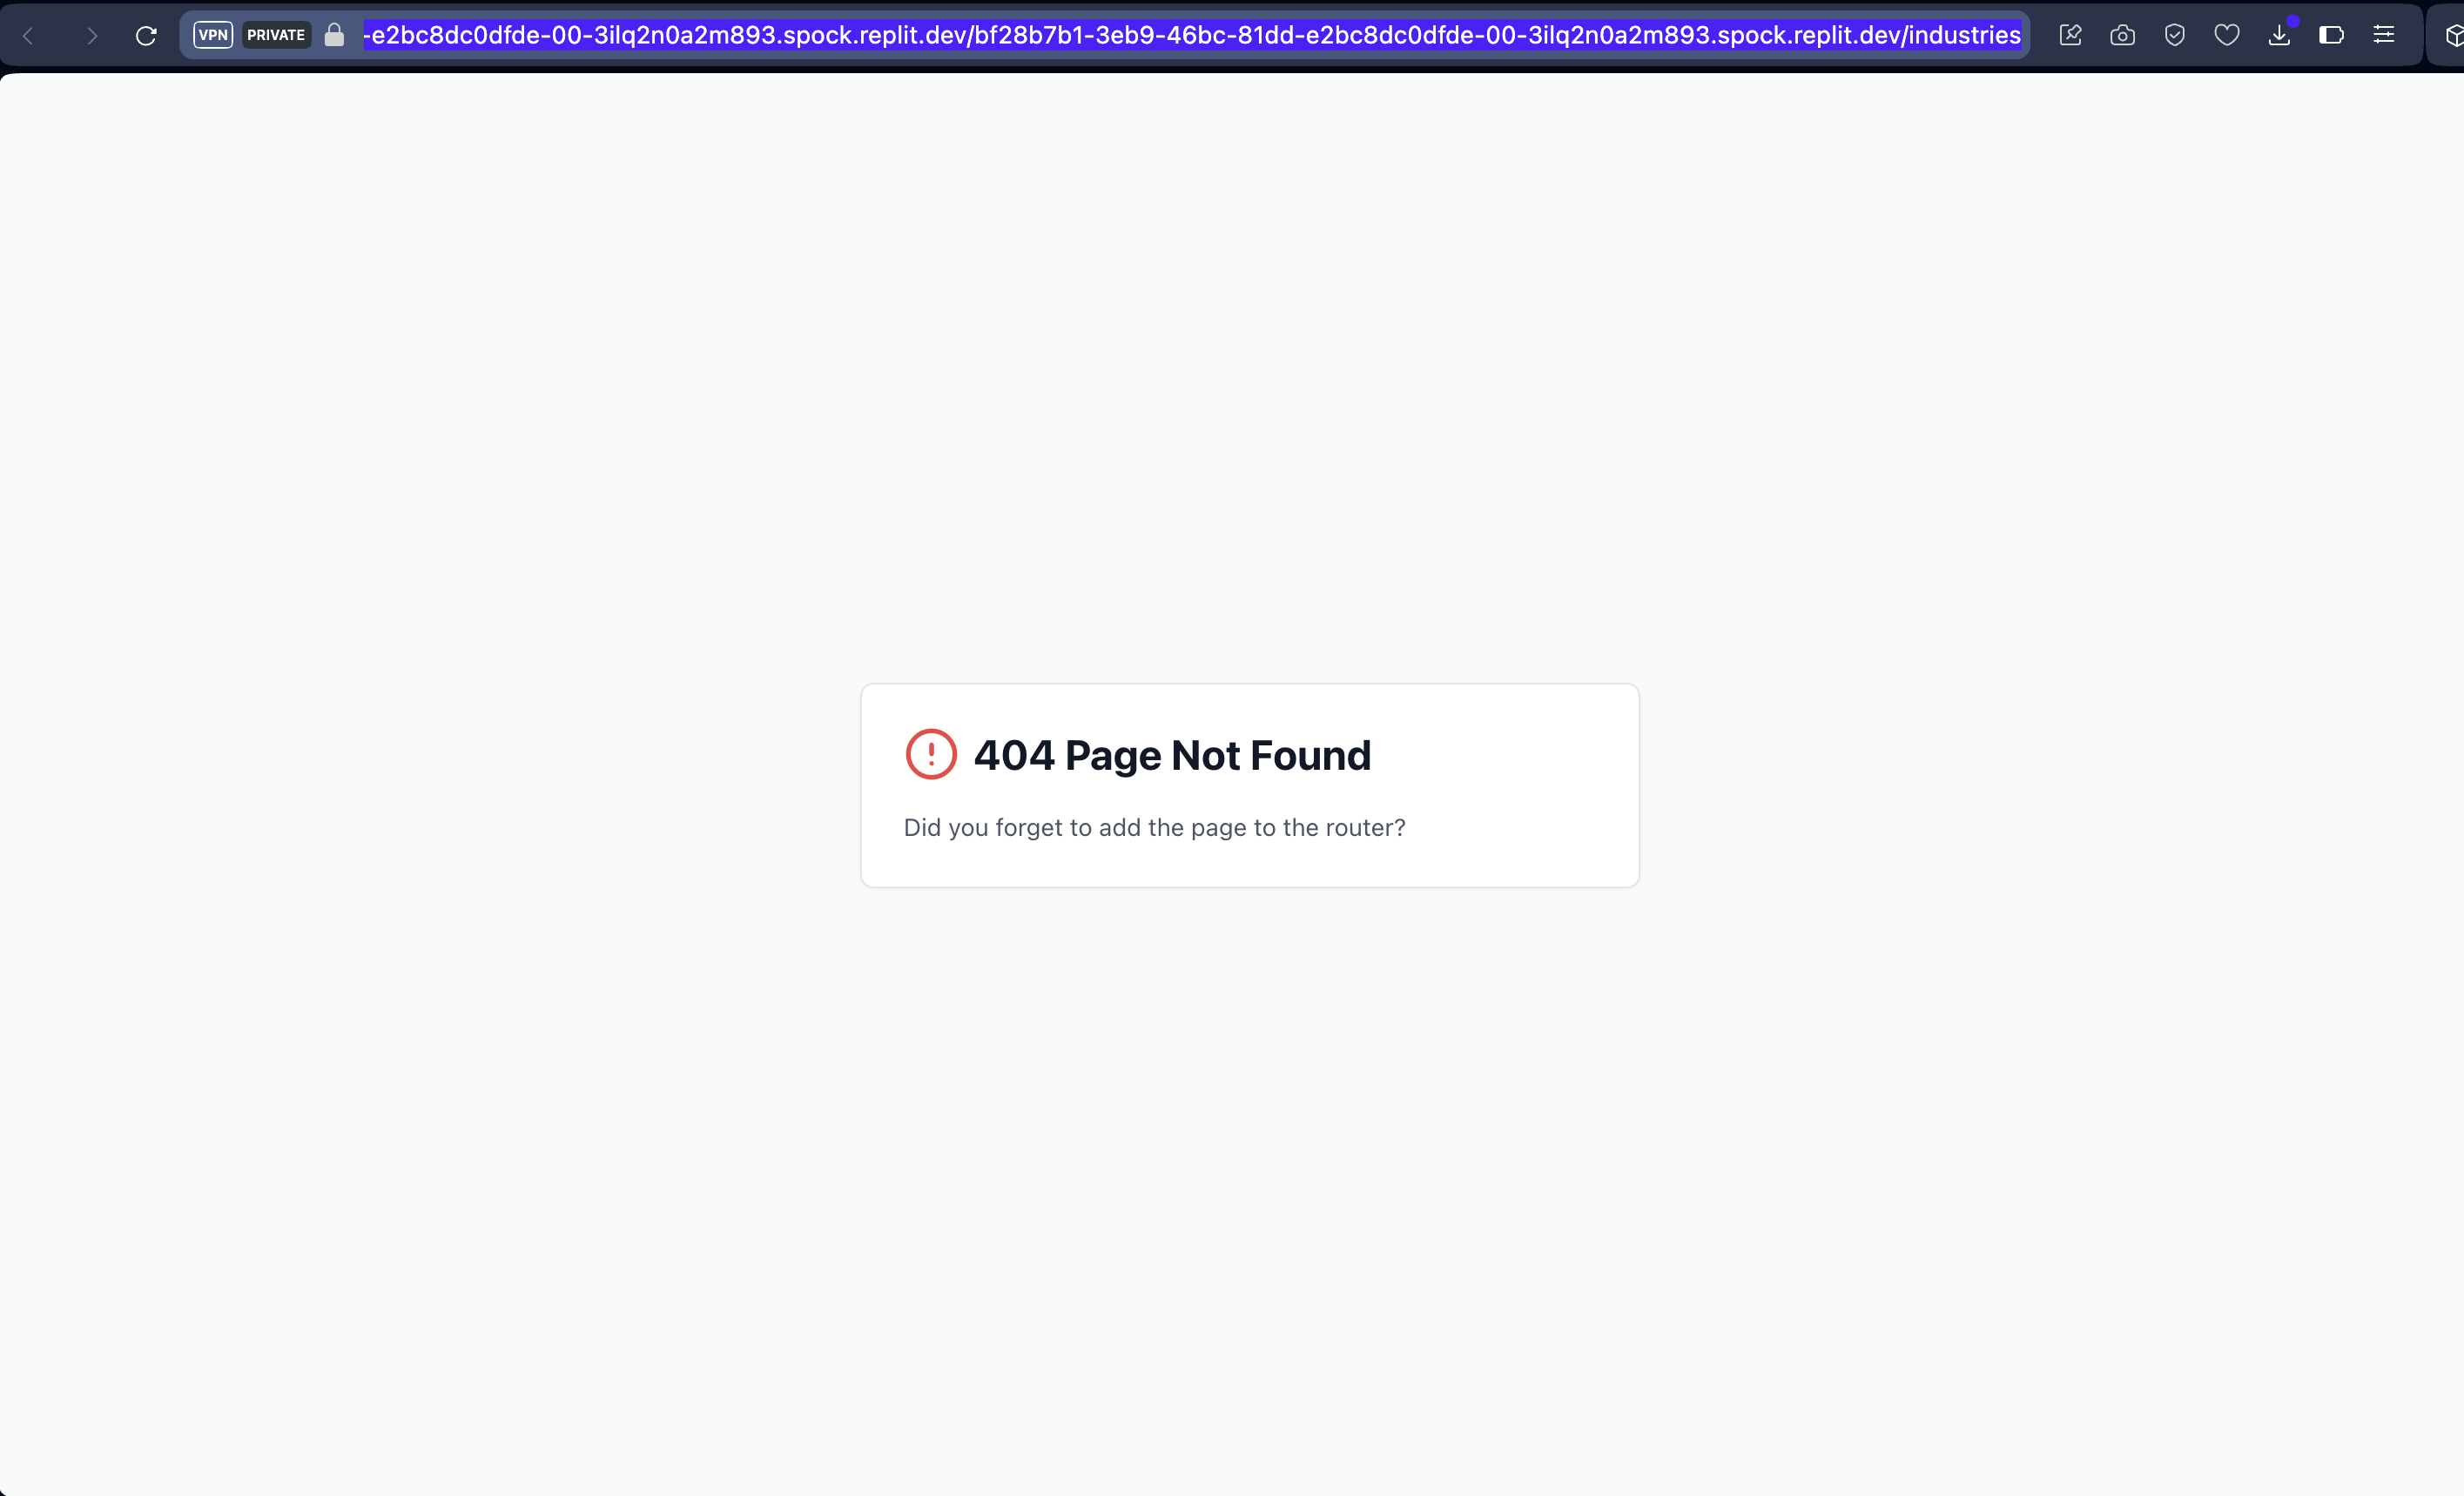 VPN PRIVATE -e2bc8dc0dfde-00-3ilq2n0a2m893.spock.replit.dev/bf28b7b1-3eb9-46bc-81dd-e2bc8dc0dfde-00-3ilq2n0a2m893.spock.replit.dev/industries
404 Page Not Found
Did you forget to add the page to the router?